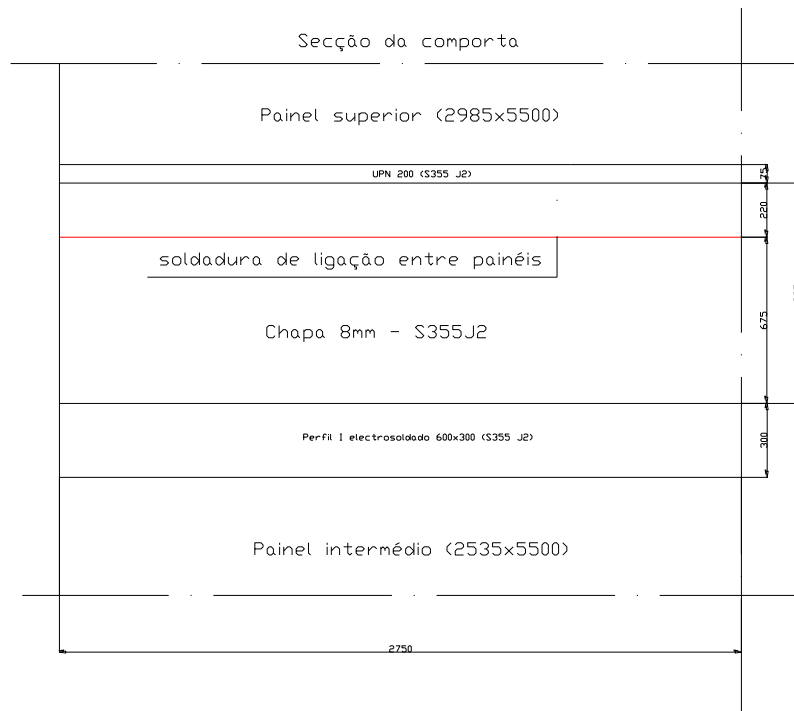 Secção da comporta
Painel superior (2985x5500)
UPN 200 (S355 J2)
75
220
soldadura de ligação entre painéis
675
Chapa 8mm - S355J2
Perfil I electrosoldado 600x300 (S355 J2)
300
Painel intermédio (2535x5500)
2750